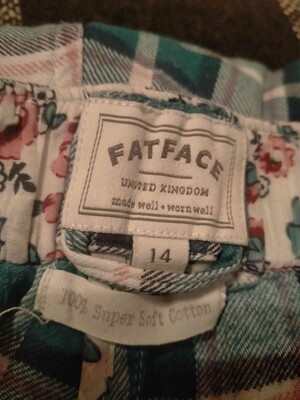 FATFACE
UNITED KINGDOM
made well • worn well
14
100% Super Soft Cotton